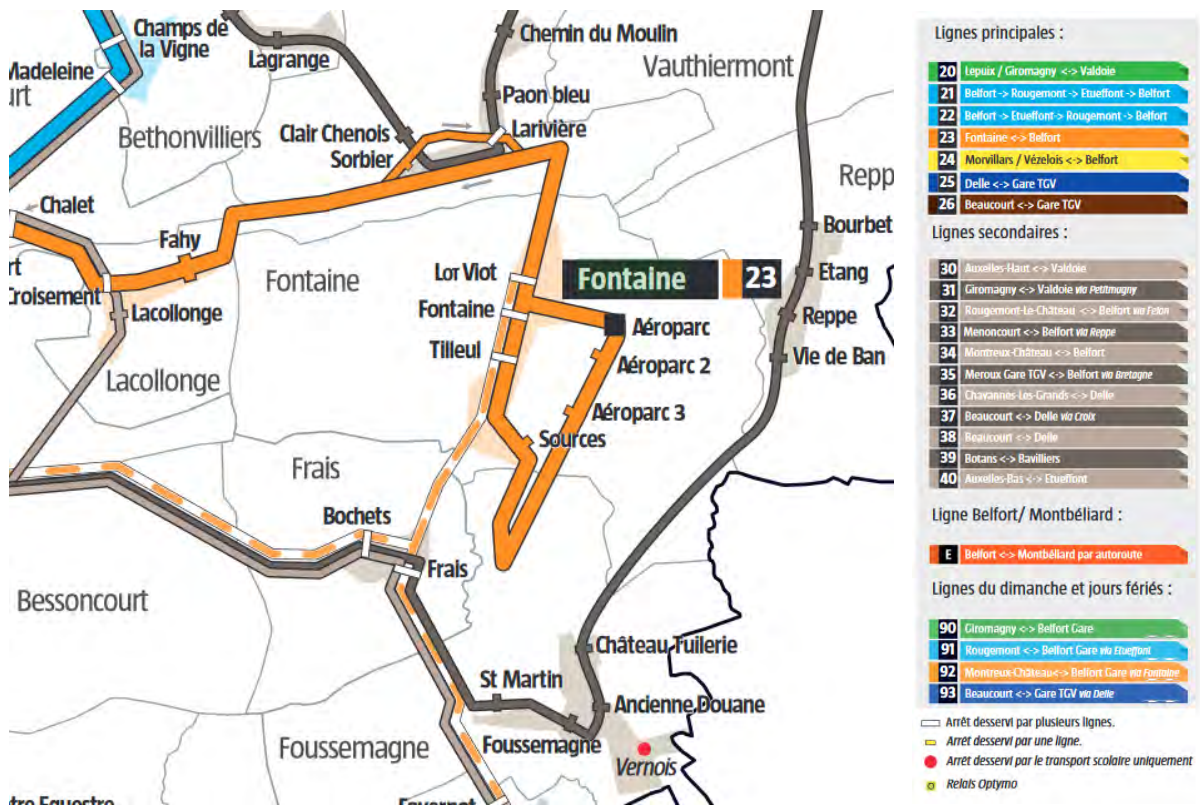 Champs de
la Vigne
Madeleine
urt
Lagrange
Chemin du Moulin
Vauthiermont
Paon bleu
Bethonvilliers
Clair Chenois
Larivière
Sorbier
Repp
Chalet
Fahy
Bourbet
rt
Croisement
Fontaine
Lor Viot
Fontaine 23
Etang
Lacollonge
Fontaine
Aéroparc
Reppe
Tilleul
Aéroparc 2
Vie de Ban
Lacollonge
Aéroparc 3
Sources
Frais
Bochets
Frais
Bessoncourt
Château Tuilerie
St Martin
Ancienne Douane
Foussemagne
Foussemagne
Vernois
tre Equestre
Favernot
Lignes principales :
20 Lepuix / Giromagny <-> Valdoie
21 Belfort -> Rougemont -> Etueffont -> Belfort
22 Belfort -> Etueffont -> Rougemont -> Belfort
23 Fontaine <-> Belfort
24 Morvillars / Vézelois <-> Belfort
25 Delle <-> Gare TGV
26 Beaucourt <-> Gare TGV
Lignes secondaires :
30 Auxelles-Haut <-> Valdoie
31 Giromagny <-> Valdoie via Petitmagny
32 Rougemont-Le-Château <-> Belfort via Felon
33 Menoncourt <-> Belfort via Reppe
34 Montreux-Château <-> Belfort
35 Meroux Gare TGV <-> Belfort via Bretagne
36 Chavannes-Les-Grands <-> Delle
37 Beaucourt <-> Delle via Croix
38 Beaucourt <-> Delle
39 Botans <-> Bavilliers
40 Auxelles-Bas <-> Etueffont
Ligne Belfort/ Montbéliard :
E Belfort <-> Montbéliard par autoroute
Lignes du dimanche et jours fériés :
90 Giromagny <-> Belfort Gare
91 Rougemont <-> Belfort Gare via Etueffont
92 Montreux-Château<-> Belfort Gare via Fontaine
93 Beaucourt <-> Gare TGV via Delle
Arrêt desservi par plusieurs lignes.
Arrêt desservi par une ligne.
Arrêt desservi par le transport scolaire uniquement
Relais Optymo